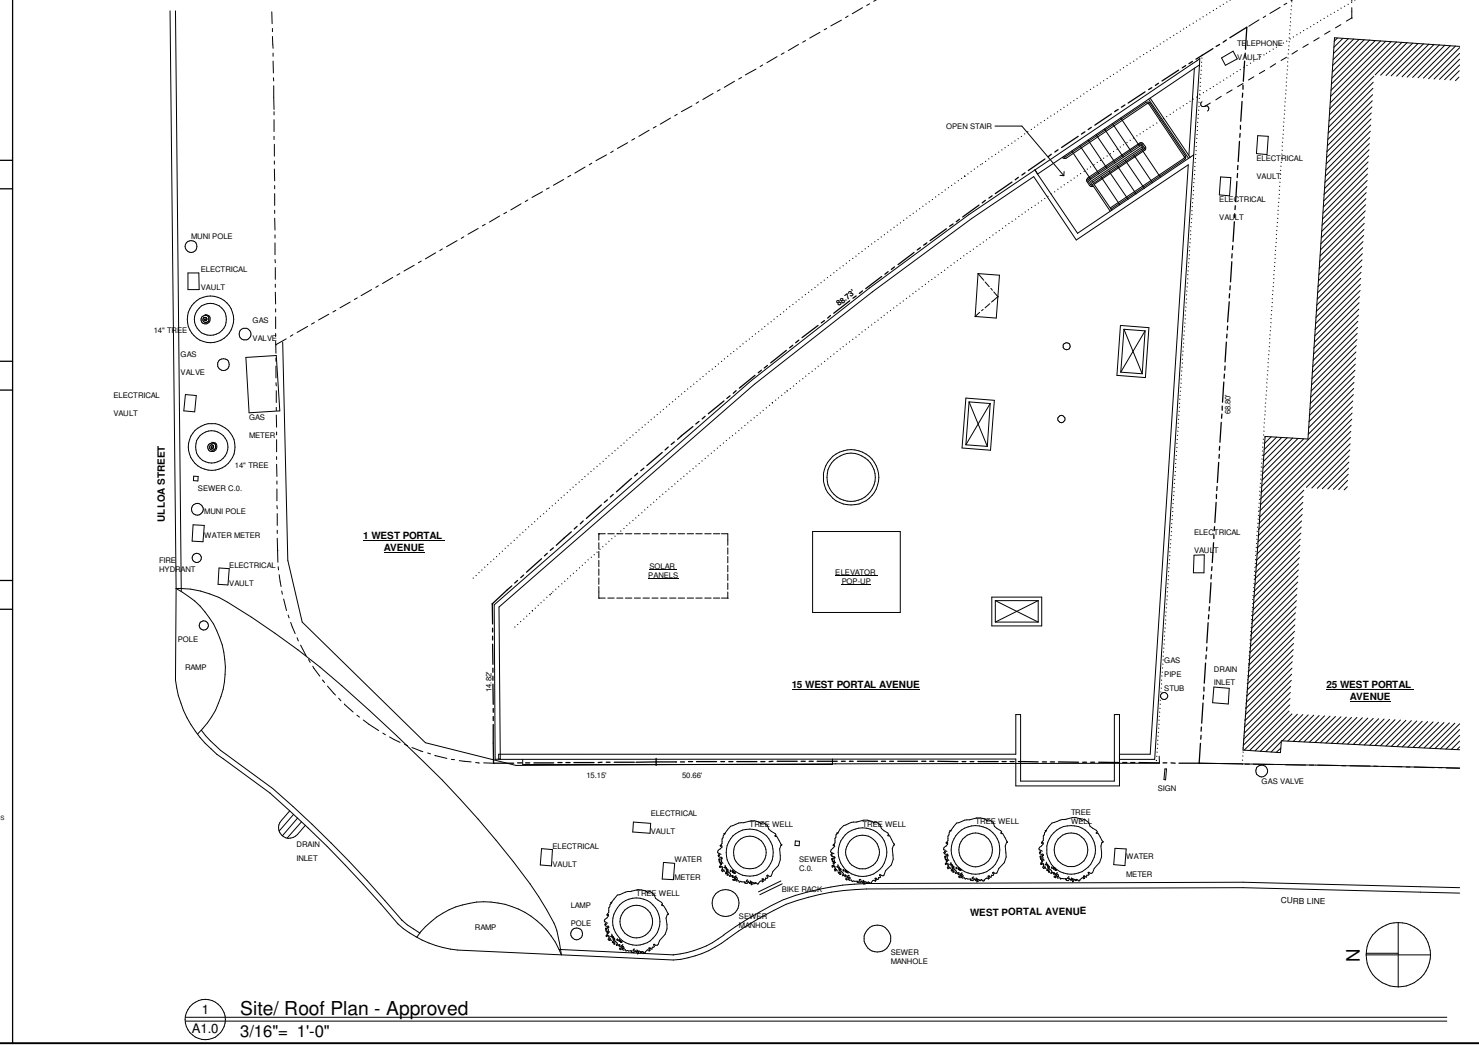 TELEPHONE
VAULT
OPEN STAIR
ELECTRICAL
VAULT
ELECTRICAL
VAULT
MUNI POLE
ELECTRICAL
VAULT
88.73'
14" TREE
GAS
VALVE
GAS
VALVE
ELECTRICAL
VAULT
GAS
METER
68.80'
ULLOA STREET
14" TREE
SEWER C.0.
MUNI POLE
WATER METER
1 WEST PORTAL
AVENUE
FIRE
HYDRANT
ELECTRICAL
VAULT
SOLAR
PANELS
ELEVATOR
POP-UP
ELECTRICAL
VAULT
POLE
RAMP
14.82'
15 WEST PORTAL AVENUE
GAS
PIPE
STUB
DRAIN
INLET
25 WEST PORTAL
AVENUE
15.15'
50.66'
SIGN
GAS VALVE
DRAIN
INLET
ELECTRICAL
VAULT
ELECTRICAL
VAULT
WATER
METER
TREE WELL
TREE WELL
SEWER
C.0.
TREE WELL
TREE WELL
TREE
WELL
WATER
METER
BIKE RACK
LAMP
POLE
SEWER
MANHOLE
RAMP
SEWER
MANHOLE
WEST PORTAL AVENUE
CURB LINE
N
S
1
A1.0
Site/ Roof Plan - Approved
3/16"= 1'-0"